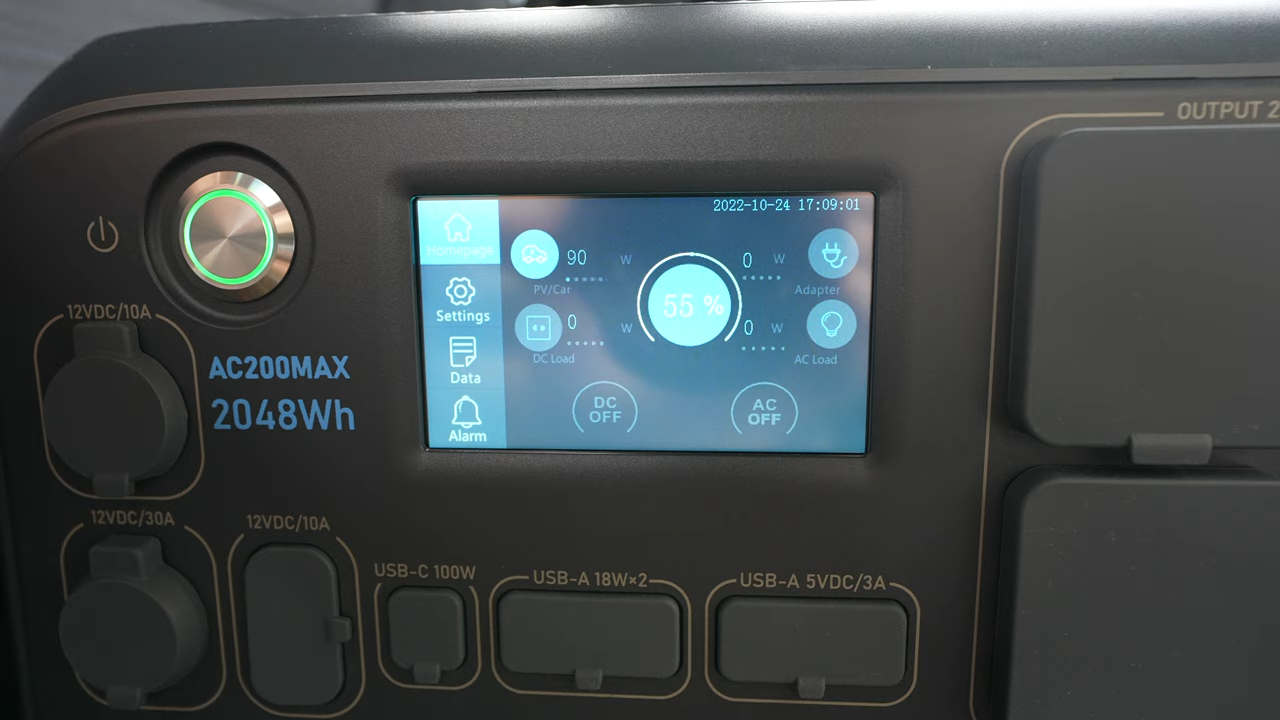 OUTPUT 2
2022-10-24 17:09:01
Homepage
90 W
0 W
PV/Car
Adapter
55 %
Settings
12VDC/10A
0 W
0 W
DC Load
AC Load
AC200MAX
2048Wh
Data
DC
OFF
AC
OFF
Alarm
12VDC/30A
12VDC/10A
USB-C 100W
USB-A 18W×2
USB-A 5VDC/3A